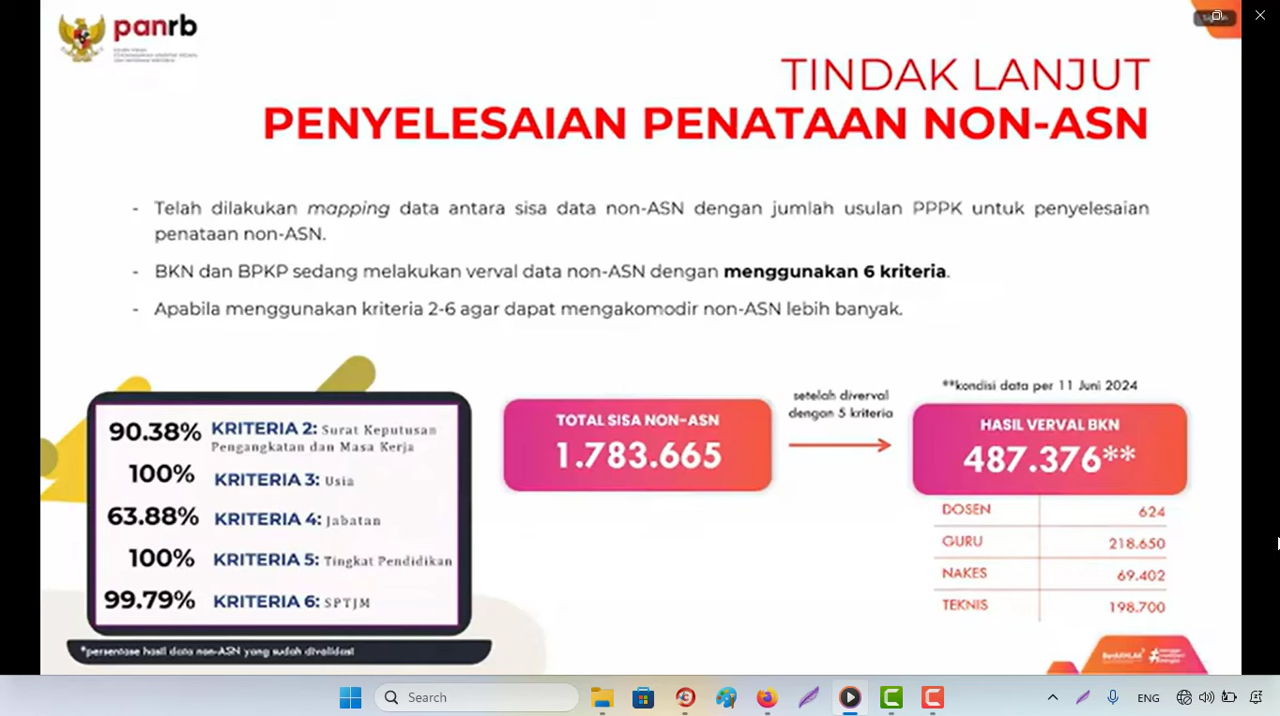 panrb
TINDAK LANJUT
PENYELESAIAN PENATAAN NON-ASN
- Telah dilakukan mapping data antara sisa data non-ASN dengan jumlah usulan PPPK untuk penyelesaian
penataan non-ASN.
- BKN dan BPKP sedang melakukan verval data non-ASN dengan menggunakan 6 kriteria.
- Apabila menggunakan kriteria 2-6 agar dapat mengakomodir non-ASN lebih banyak.
90.38% KRITERIA 2: Surat Keputusan
Pengangkatan dan Masa Kerja
100% KRITERIA 3: Usia
63.88% KRITERIA 4: Jabatan
100% KRITERIA 5: Tingkat Pendidikan
99.79% KRITERIA 6: SPTJM
*persentase hasil data non-ASN yang sudah divalidasi
TOTAL SISA NON-ASN
1.783.665
setelah diverval
dengan 5 kriteria
**kondisi data per 11 Juni 2024
HASIL VERVAL BKN
487.376**
DOSEN 624
GURU 218.650
NAKES 69.402
TEKNIS 198.700
BerAKHLAK
Search
ENG